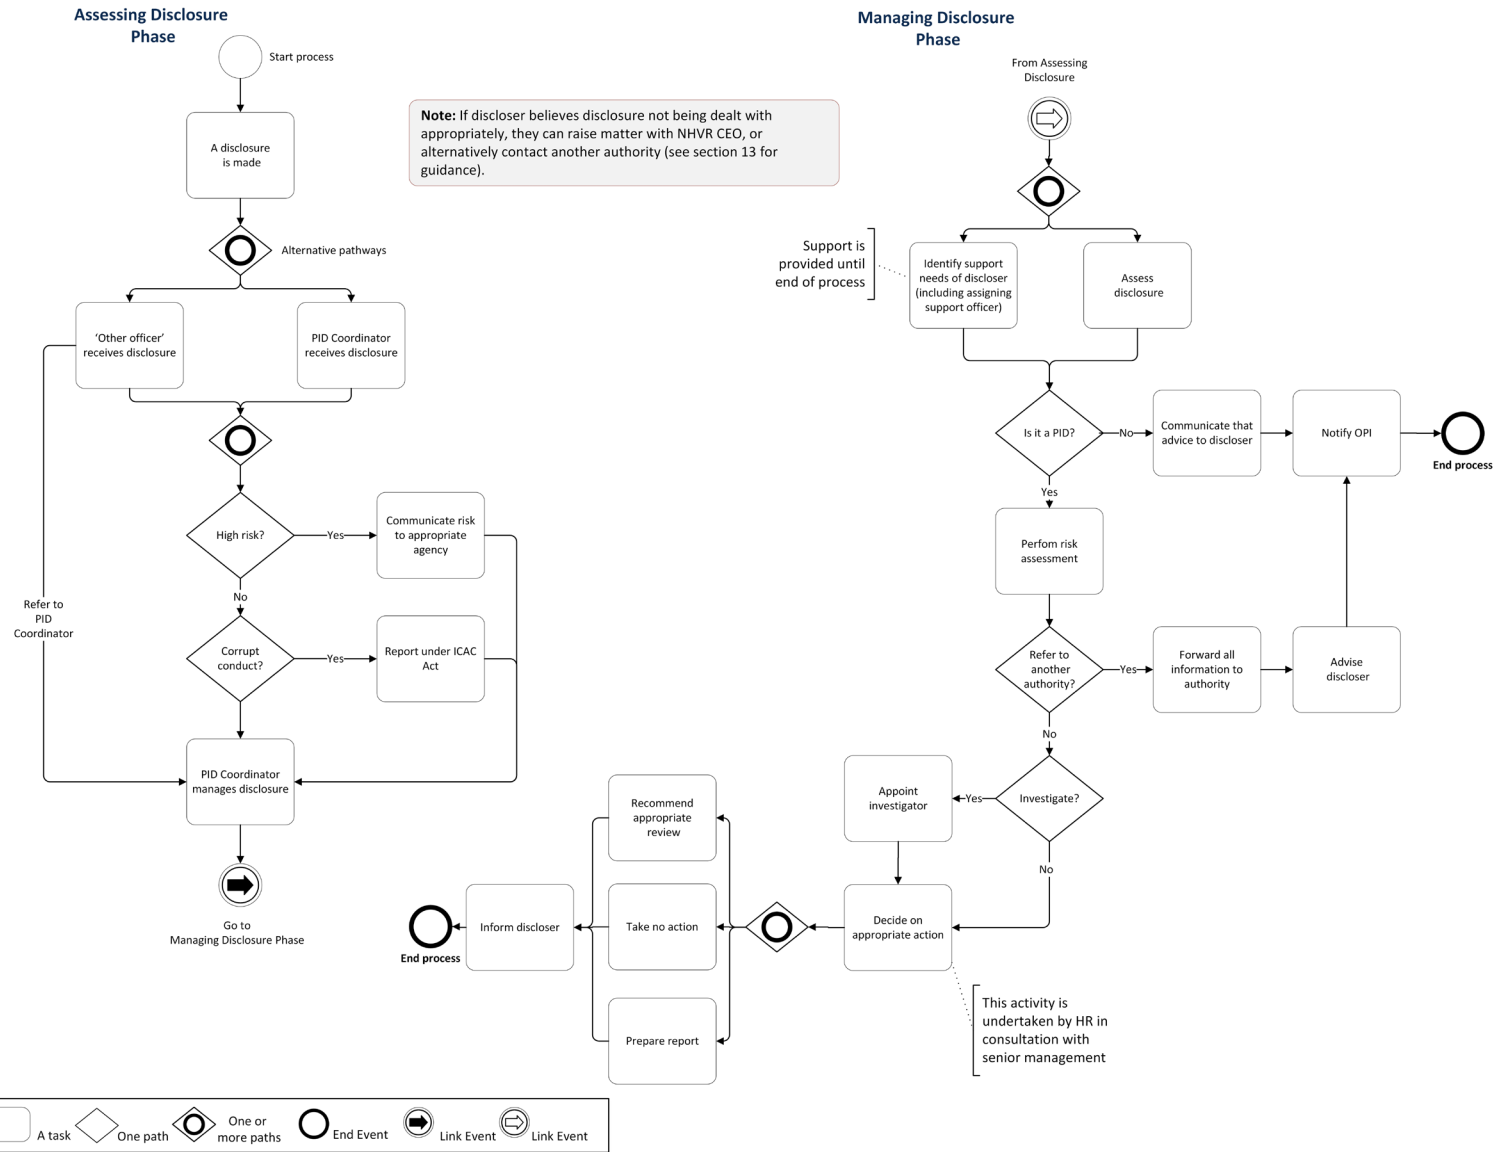 Assessing Disclosure
Phase
Start process
A disclosure
is made
Alternative pathways
‘Other officer’
receives disclosure
PID Coordinator
receives disclosure
High risk?
Yes
Communicate risk
to appropriate
agency
No
Refer to
PID
Coordinator
Corrupt
conduct?
Yes
Report under ICAC
Act
PID Coordinator
manages disclosure
Go to
Managing Disclosure Phase
Note: If discloser believes disclosure not being dealt with
appropriately, they can raise matter with NHVR CEO, or
alternatively contact another authority (see section 13 for
guidance).
Managing Disclosure
Phase
From Assessing
Disclosure
Support is
provided until
end of process
Identify support
needs of discloser
(including assigning
support officer)
Assess
disclosure
Is it a PID?
No
Communicate that
advice to discloser
Notify OPI
End process
Yes
Perfom risk
assessment
Refer to
another
authority?
Yes
Forward all
information to
authority
Advise
discloser
No
Investigate?
Yes
Appoint
investigator
No
Decide on
appropriate action
This activity is
undertaken by HR in
consultation with
senior management
Recommend
appropriate
review
Take no action
Prepare report
Inform discloser
End process
A task
One path
One or
more paths
End Event
Link Event
Link Event